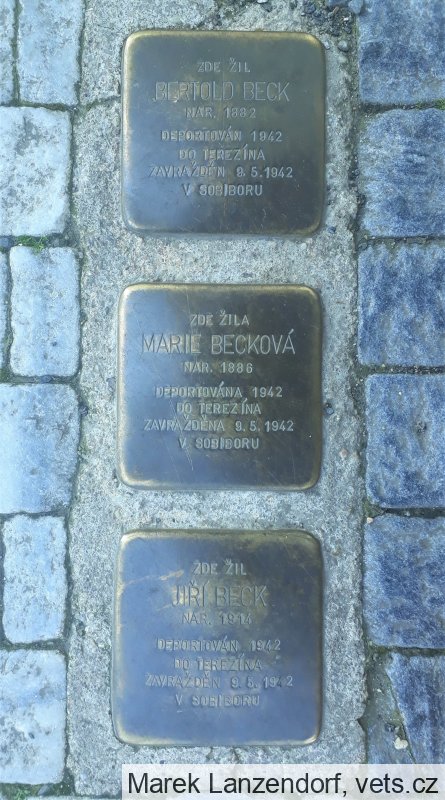 ZDE ŽIL
BERTOLD BECK
NAR. 1882
DEPORTOVÁN 1942
DO TEREZÍNA
ZAVRAŽDĚN 9.5.1942
V SOBIBORU
ZDE ŽILA
MARIE BECKOVÁ
NAR. 1886
DEPORTOVÁNA 1942
DO TEREZÍNA
ZAVRAŽDĚNA 9.5.1942
V SOBIBORU
ZDE ŽIL
JIŘÍ BECK
NAR. 1914
DEPORTOVÁN 1942
DO TEREZÍNA
ZAVRAŽDĚN 9.5.1942
V SOBIBORU
Marek Lanzendorf, vets.cz